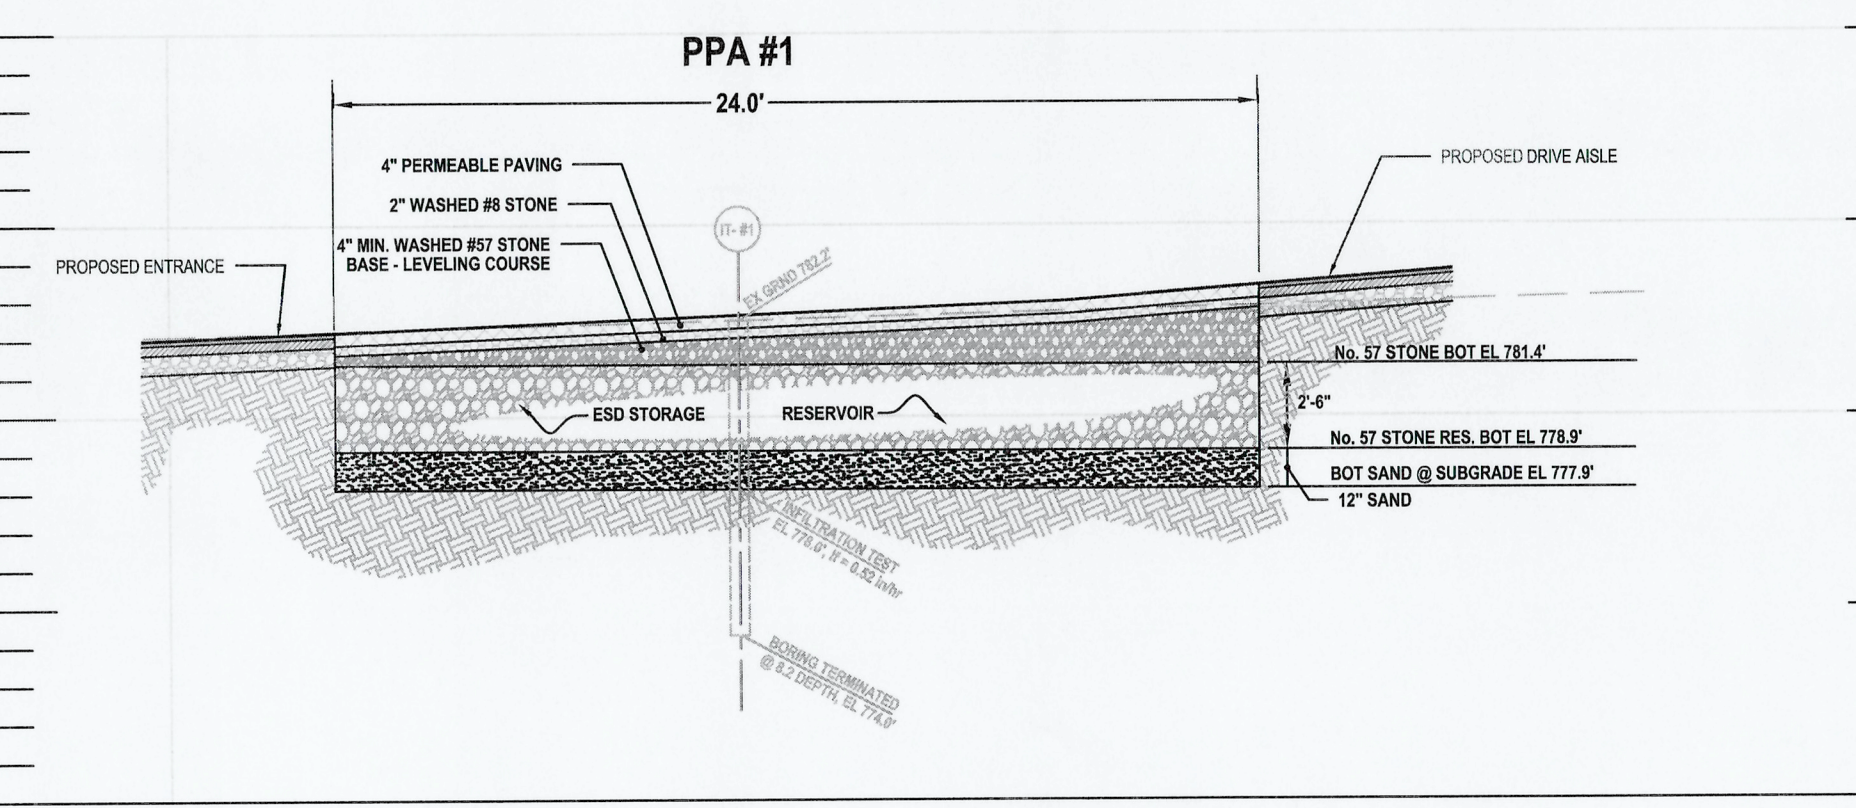 PPA #1
24.0'
4" PERMEABLE PAVING
PROPOSED DRIVE AISLE
2" WASHED #8 STONE
IT- #1
4" MIN. WASHED #57 STONE
BASE - LEVELING COURSE
PROPOSED ENTRANCE
EX GRND 782.2'
No. 57 STONE BOT EL 781.4'
2'-6"
ESD STORAGE
RESERVOIR
No. 57 STONE RES. BOT EL 778.9'
BOT SAND @ SUBGRADE EL 777.9'
12" SAND
INFILTRATION TEST
EL 778.0', If = 0.52 in/hr
BORING TERMINATED
@ 8.2 DEPTH, EL 774.0'